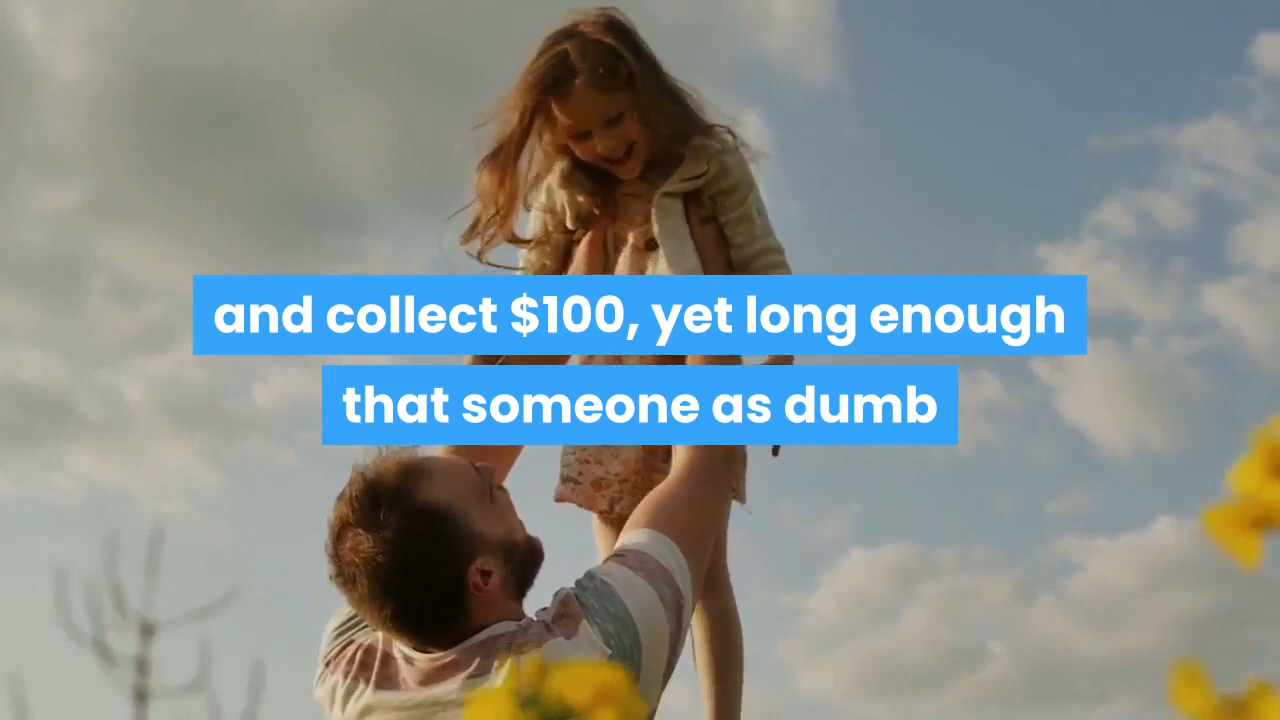 and collect $100, yet long enough
that someone as dumb